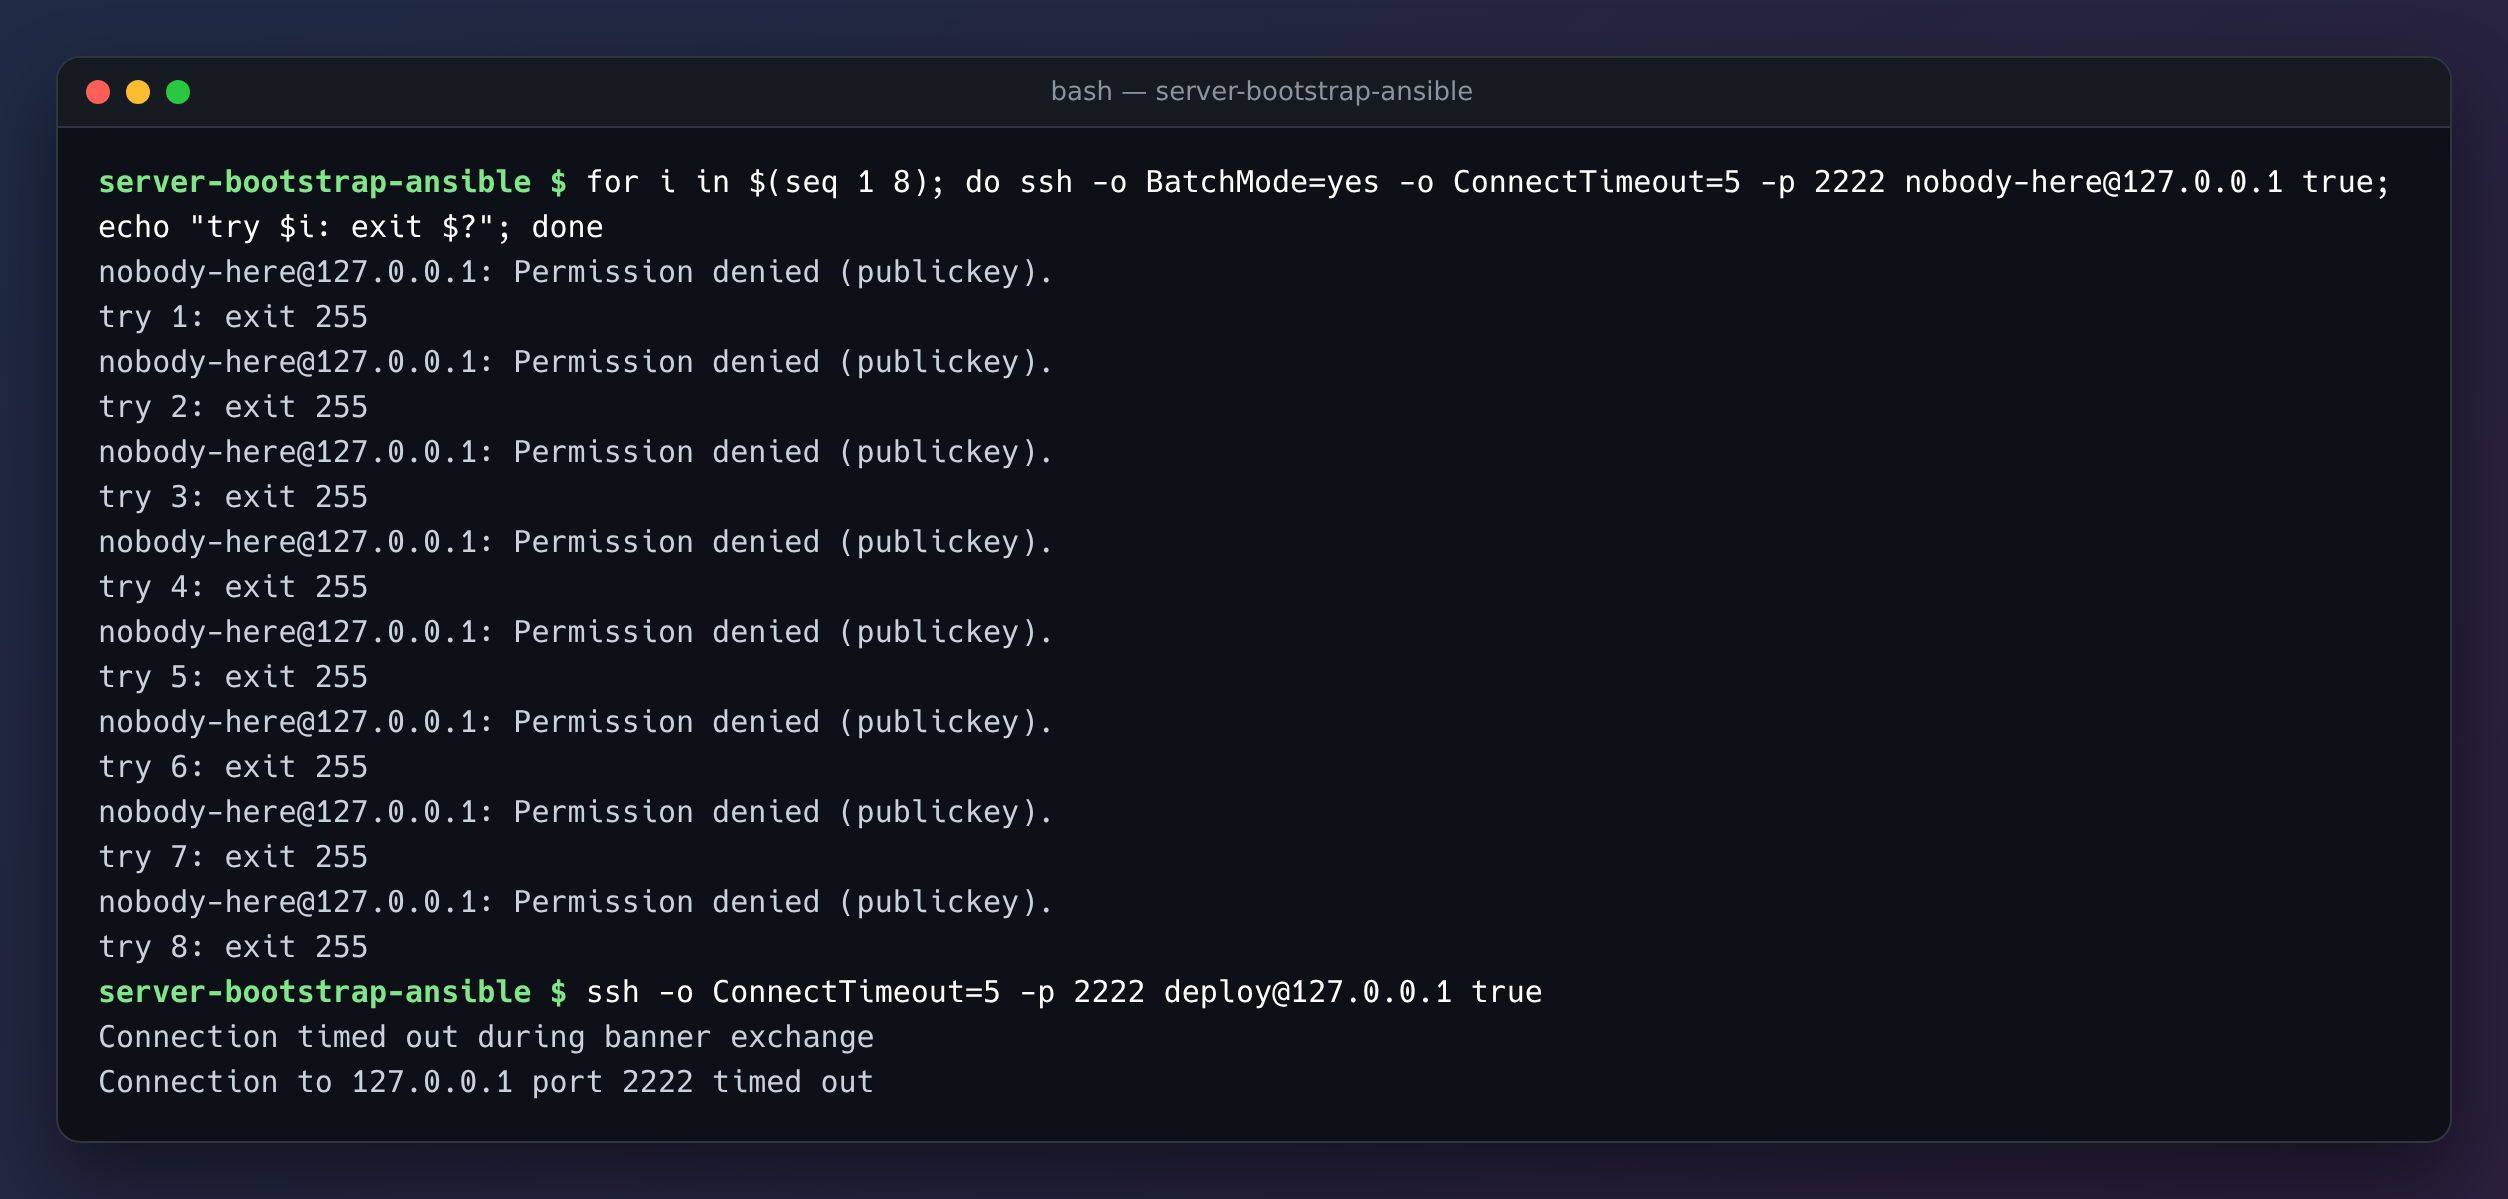 bash — server-bootstrap-ansible
server-bootstrap-ansible $ for i in $(seq 1 8); do ssh -o BatchMode=yes -o ConnectTimeout=5 -p 2222 nobody-here@127.0.0.1 true;
echo "try $i: exit $?"; done
nobody-here@127.0.0.1: Permission denied (publickey).
try 1: exit 255
nobody-here@127.0.0.1: Permission denied (publickey).
try 2: exit 255
nobody-here@127.0.0.1: Permission denied (publickey).
try 3: exit 255
nobody-here@127.0.0.1: Permission denied (publickey).
try 4: exit 255
nobody-here@127.0.0.1: Permission denied (publickey).
try 5: exit 255
nobody-here@127.0.0.1: Permission denied (publickey).
try 6: exit 255
nobody-here@127.0.0.1: Permission denied (publickey).
try 7: exit 255
nobody-here@127.0.0.1: Permission denied (publickey).
try 8: exit 255
server-bootstrap-ansible $ ssh -o ConnectTimeout=5 -p 2222 deploy@127.0.0.1 true
Connection timed out during banner exchange
Connection to 127.0.0.1 port 2222 timed out